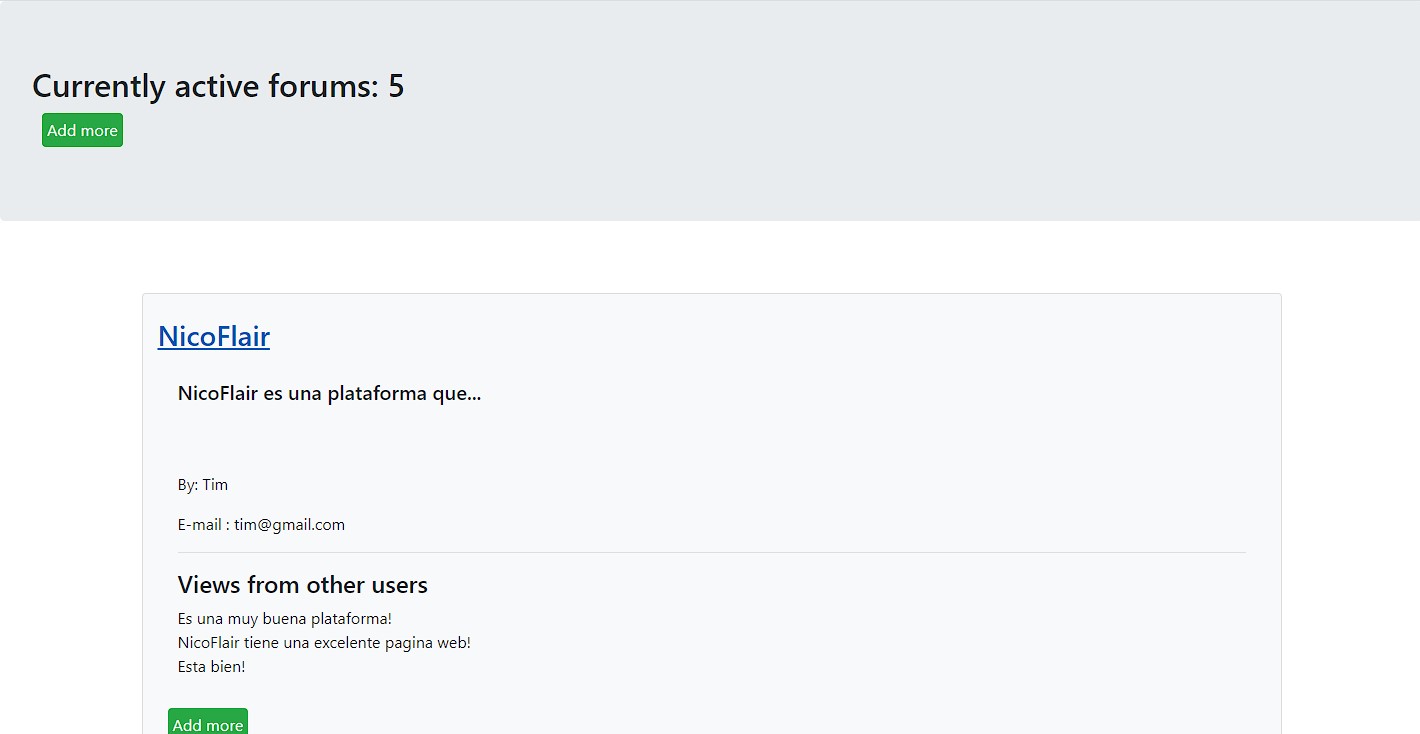 Currently active forums: 5
Add more
NicoFlair
NicoFlair es una plataforma que...
By: Tim
E-mail : tim@gmail.com
Views from other users
Es una muy buena plataforma!
NicoFlair tiene una excelente pagina web!
Esta bien!
Add more